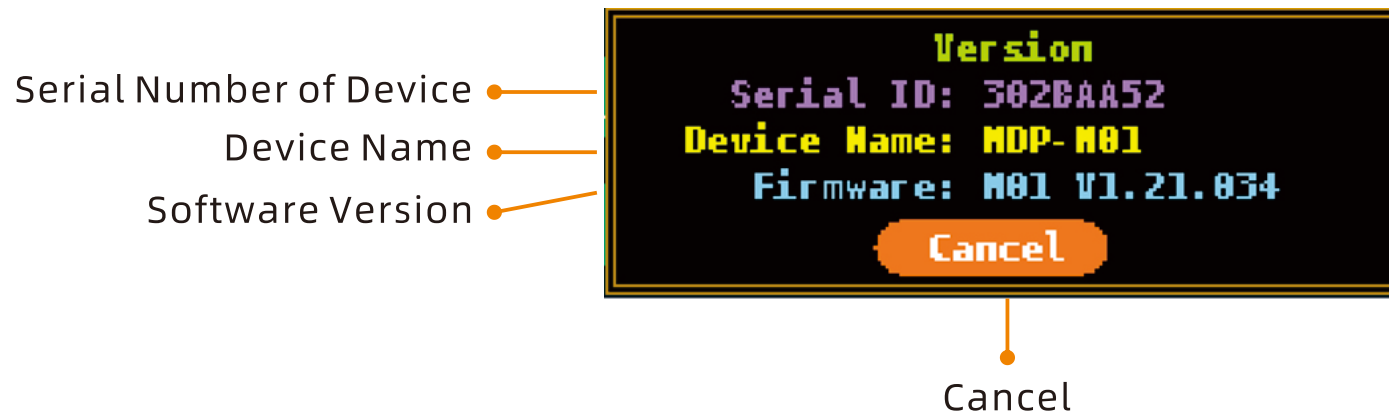 Version
Serial Number of Device
Serial ID: 302BAA52
Device Name
Device Name: MDP-M01
Software Version
Firmware: M01 V1.21.034
Cancel
Cancel